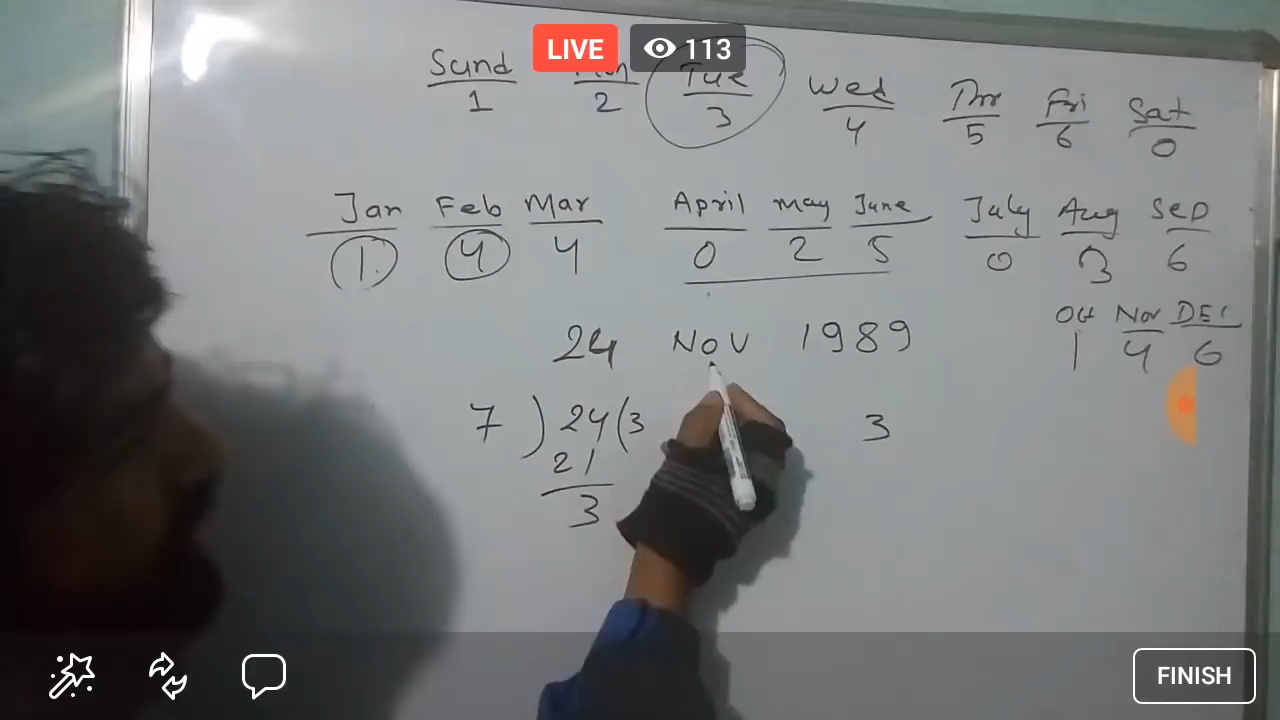 LIVE 113
Sund Mon Tue Wed Thr Fri Sat
1 2 3 4 5 6 0
Jan Feb Mar April May June July Aug Sep
1 4 4 0 2 5 0 3 6
Oct Nov DEC
1 4 6
24 Nov 1989
7 ) 24 ( 3
21
3
3
FINISH